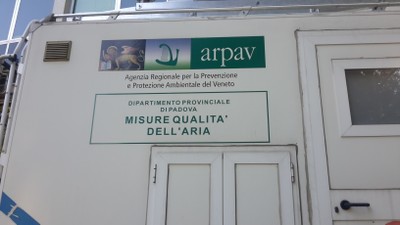 arpav
Agenzia Regionale per la Prevenzione
e Protezione Ambientale del Veneto
DIPARTIMENTO PROVINCIALE
DI PADOVA
MISURE QUALITA'
DELL'ARIA